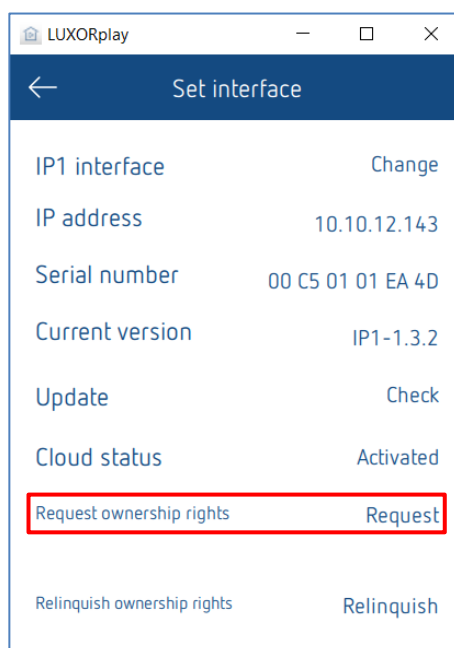 LUXORplay
Set interface
IP1 interface Change
IP address 10.10.12.143
Serial number 00 C5 01 01 EA 4D
Current version IP1-1.3.2
Update Check
Cloud status Activated
Request ownership rights Request
Relinquish ownership rights Relinquish